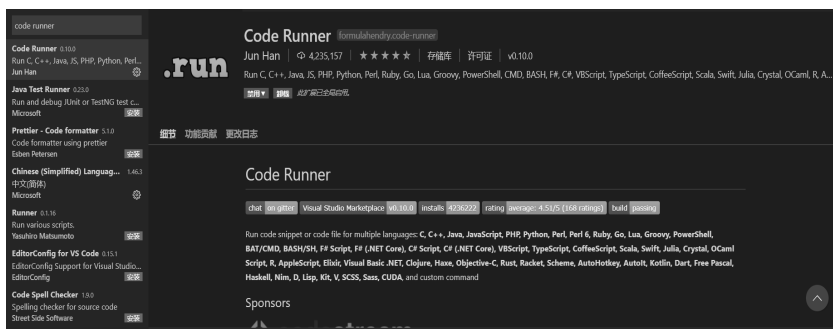 code runner
Code Runner 0.10.0
Run C, C++, Java, JS, PHP, Python, Perl...
Jun Han
Java Test Runner 0.23.0
Run and debug JUnit or TestNG test c...
Microsoft 安装
Prettier - Code formatter 5.1.0
Code formatter using prettier
Esben Petersen 安装
Chinese (Simplified) Languag... 1.46.3
中文(简体)
Microsoft
Runner 0.1.16
Run various scripts.
Yasuhiro Matsumoto 安装
EditorConfig for VS Code 0.15.1
EditorConfig Support for Visual Studio...
EditorConfig 安装
Code Spell Checker 1.9.0
Spelling checker for source code
Street Side Software 安装
.run
Code Runner formulahendry.code-runner
Jun Han 4,235,157 存储库 许可证 v0.10.0
Run C, C++, Java, JS, PHP, Python, Perl, Ruby, Go, Lua, Groovy, PowerShell, CMD, BASH, F#, C#, VBScript, TypeScript, CoffeeScript, Scala, Swift, Julia, Crystal, OCaml, R, A...
禁用 卸载 此扩展已全局启用。
细节 功能贡献 更改日志
Code Runner
chat on gitter Visual Studio Marketplace v0.10.0 installs 4236222 rating average: 4.51/5 (168 ratings) build passing
Run code snippet or code file for multiple languages: C, C++, Java, JavaScript, PHP, Python, Perl, Perl 6, Ruby, Go, Lua, Groovy, PowerShell,
BAT/CMD, BASH/SH, F# Script, F# (.NET Core), C# Script, C# (.NET Core), VBScript, TypeScript, CoffeeScript, Scala, Swift, Julia, Crystal, OCaml
Script, R, AppleScript, Elixir, Visual Basic .NET, Clojure, Haxe, Objective-C, Rust, Racket, Scheme, AutoHotkey, AutoIt, Kotlin, Dart, Free Pascal,
Haskell, Nim, D, Lisp, Kit, V, SCSS, Sass, CUDA, and custom command
Sponsors